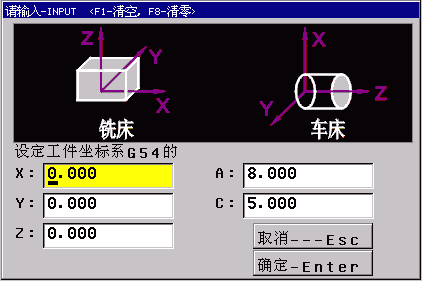 请输入-INPUT <F1-清空, F8-清零>
Z Y X
X Z Y
铣床 车床
设定工件坐标系G54的
X: 0.000 A: 8.000
Y: 0.000 C: 5.000
Z: 0.000
取消---Esc
确定-Enter